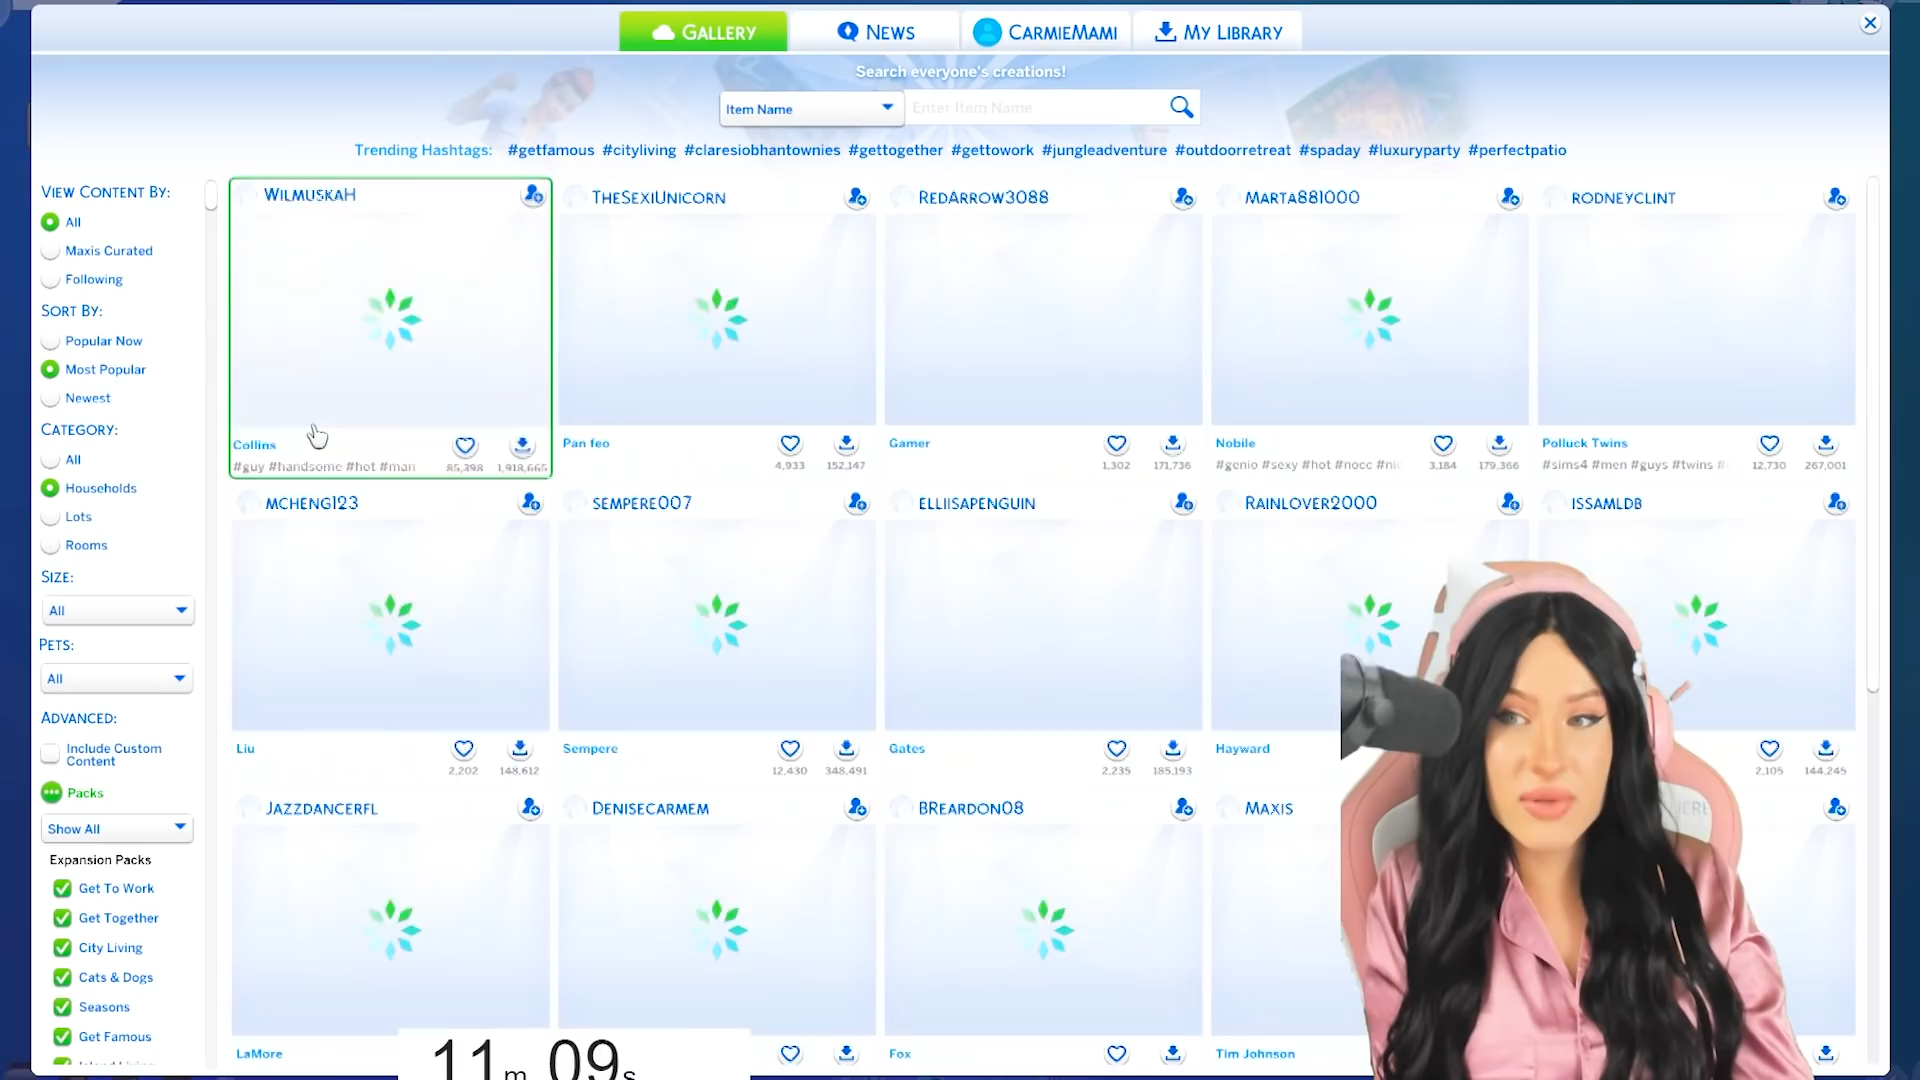 GALLERY
NEWS
CARMIEMAMI
MY LIBRARY
Search everyone's creations!
Item Name
Enter Item Name
Trending Hashtags: #getfamous #cityliving #claresiobhantownies #gettogether #gettowork #jungleadventure #outdoorretreat #spaday #luxuryparty #perfectpatio
VIEW CONTENT BY:
All
Maxis Curated
Following
SORT BY:
Popular Now
Most Popular
Newest
CATEGORY:
All
Households
Lots
Rooms
SIZE:
All
PETS:
All
ADVANCED:
Include Custom
Content
Packs
Show All
Expansion Packs
Get To Work
Get Together
City Living
Cats & Dogs
Seasons
Get Famous
WILMUSKAH
THESEXIUNICORN
REDARROW3088
MARTA881000
RODNEYCLINT
Collins
#guy #handsome #hot #man
85,398
1,918,665
Pan feo
4,933
152,147
Gamer
1,302
171,736
Nobile
#genio #sexy #hot #nocc
3,184
179,366
Polluck Twins
#sims4 #men #guys #twins
12,730
267,001
MCHENG123
SEMPERE007
ELLIISAPENGUIN
RAINLOVER2000
ISSAMLDB
Liu
2,202
148,612
Sempere
12,430
348,491
Gates
2,235
185,193
Hayward
2,105
144,245
JAZZDANCERFL
DENISECARMEM
BREARDON08
MAXIS
LaMore
Fox
Tim Johnson
11m 09s